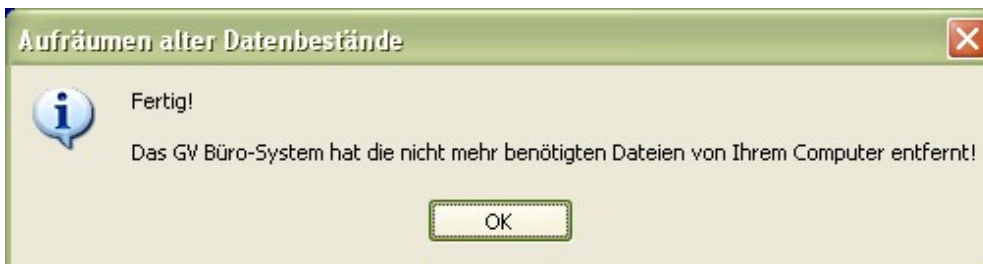 Aufräumen alter Datenbestände
Fertig!
Das GV Büro-System hat die nicht mehr benötigten Dateien von Ihrem Computer entfernt!
OK